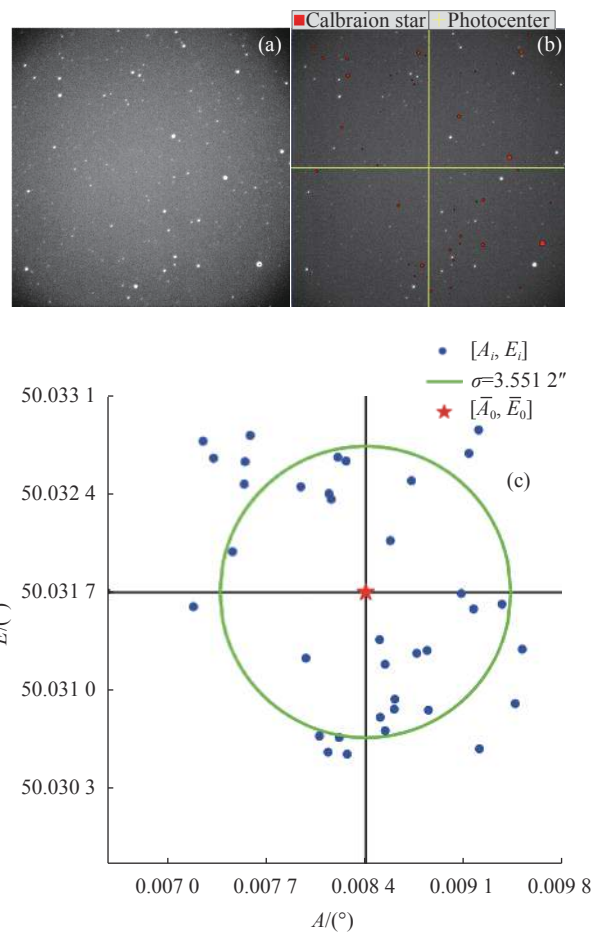 Calbraion star Photocenter
(a) (b)
[Aᵢ, Eᵢ]
σ=3.551 2″
[A̅₀, E̅₀]
(c)
50.033 1
50.032 4
50.031 7
50.031 0
50.030 3
0.007 0 0.007 7 0.008 4 0.009 1 0.009 8
A/(°)